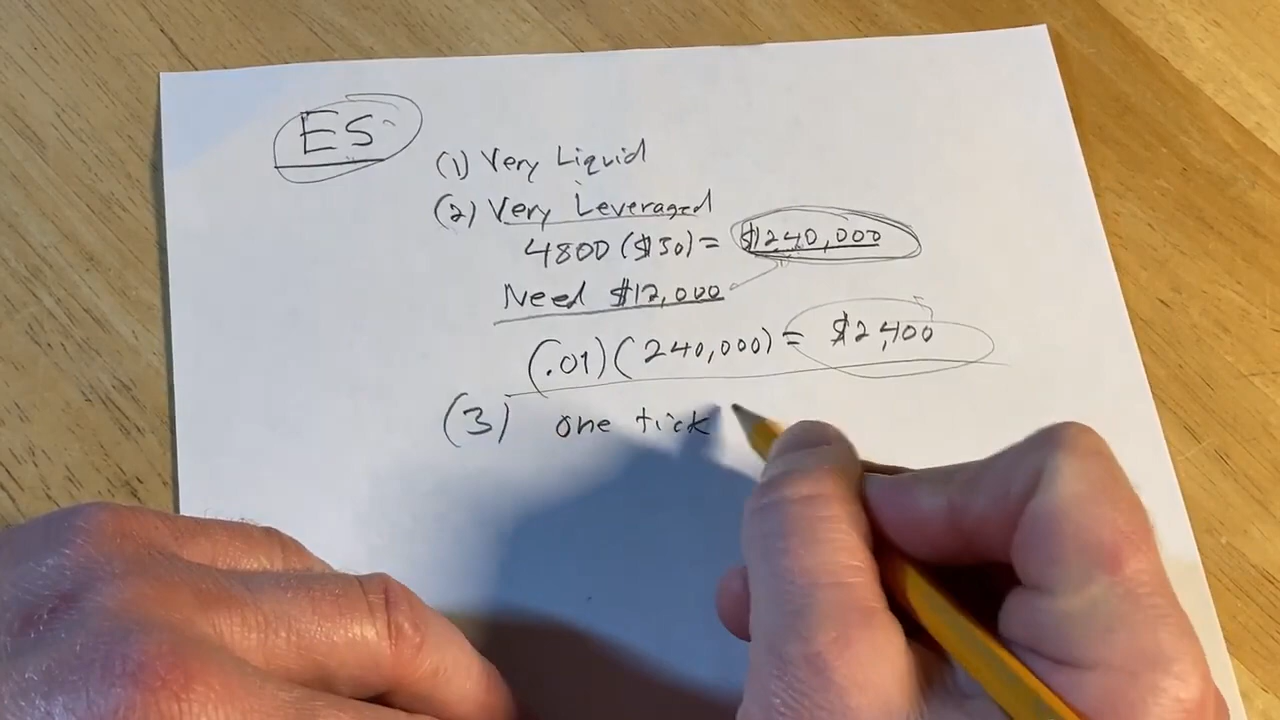 ES
(1) Very Liquid
(2) Very Leveraged
4800 ($50) = $240,000
Need $12,000
(.01)(240,000) = $2,400
(3) one tick